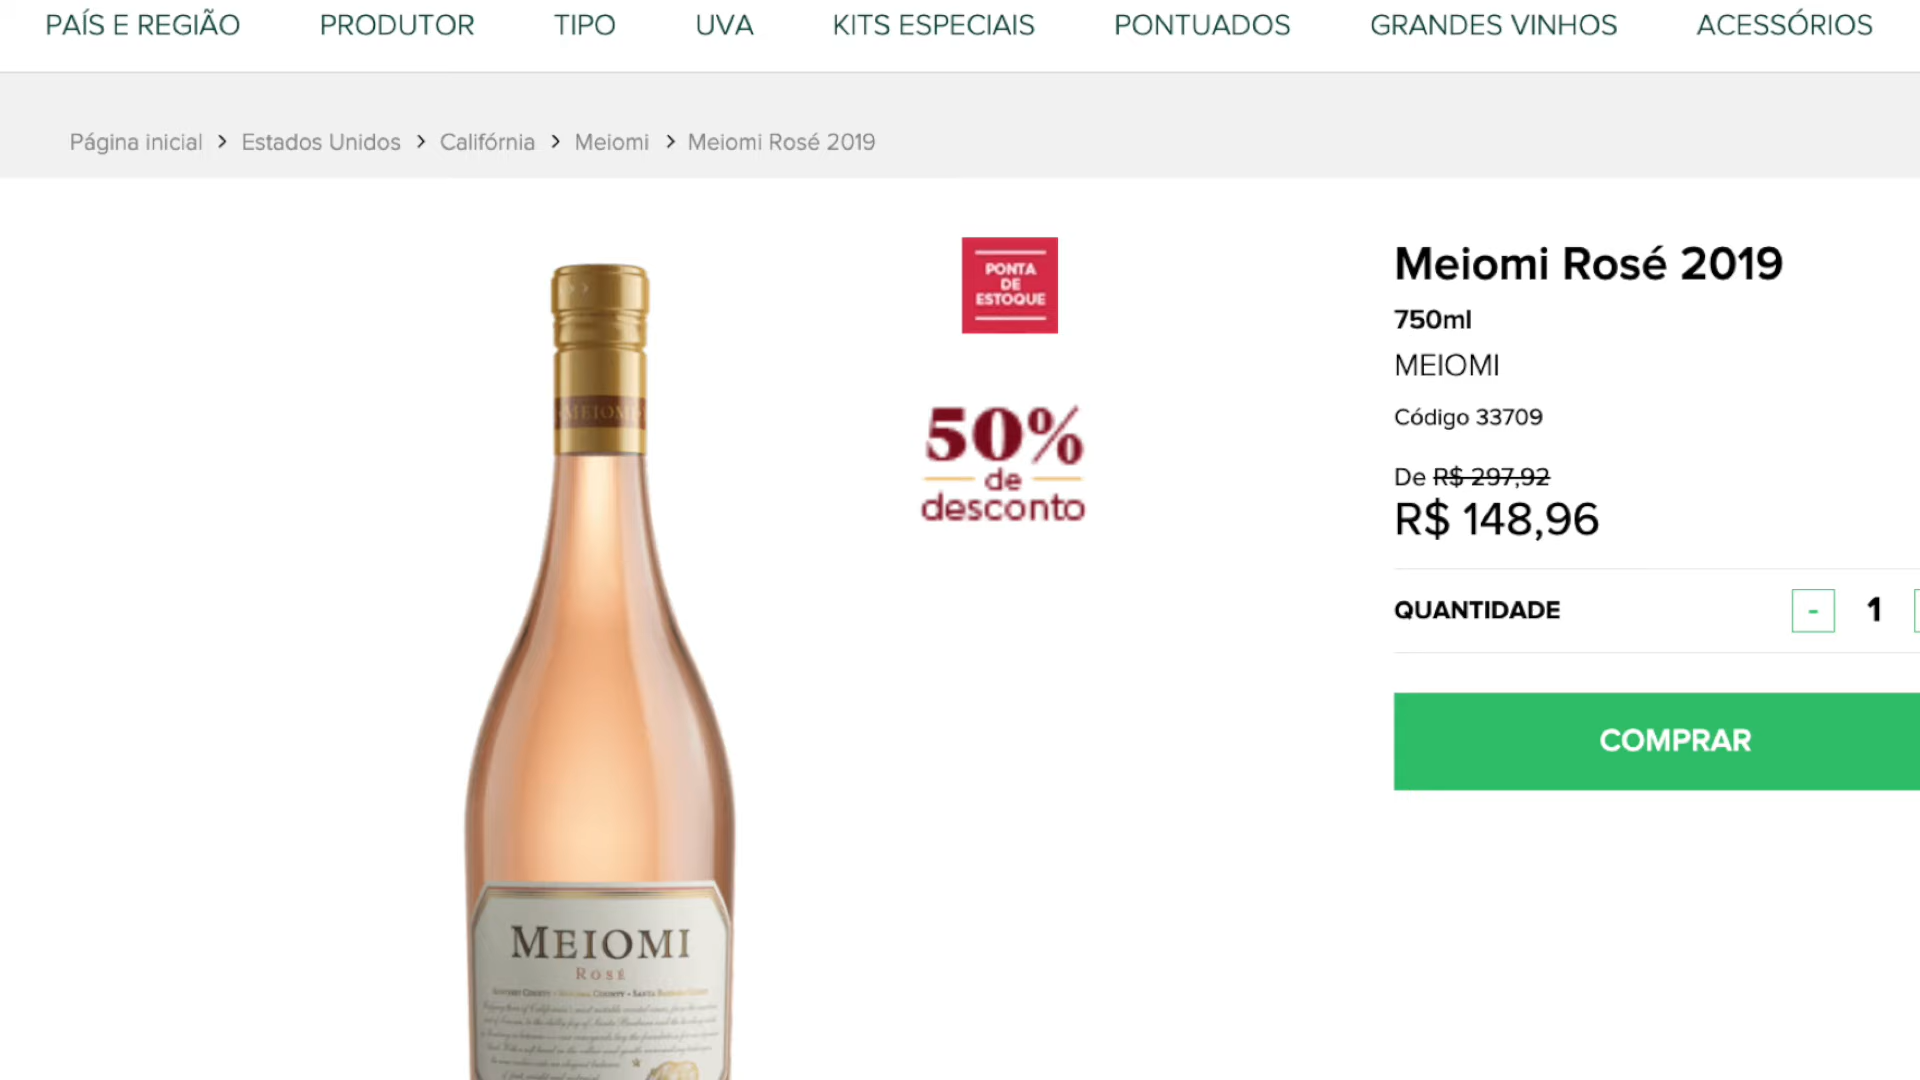 PAÍS E REGIÃO PRODUTOR TIPO UVA KITS ESPECIAIS PONTUADOS GRANDES VINHOS ACESSÓRIOS
Página inicial > Estados Unidos > Califórnia > Meiomi > Meiomi Rosé 2019
PONTA
DE
ESTOQUE
50%
de
desconto
MEIOMI
MEIOMI
ROSÉ
Meiomi Rosé 2019
750ml
MEIOMI
Código 33709
De R$ 297,92
R$ 148,96
QUANTIDADE - 1
COMPRAR